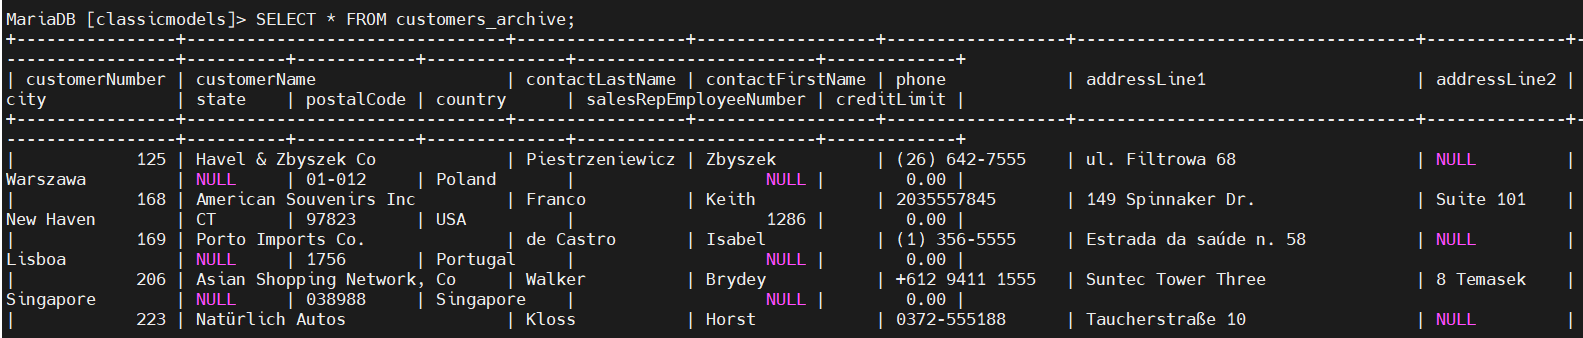 MariaDB [classicmodels]> SELECT * FROM customers_archive;
+----------------+--------------------------------+-----------------+------------------+------------------+----------------------------------+--------------+-
-----------------+----------+------------+--------------+------------------------+-------------+
| customerNumber | customerName                   | contactLastName | contactFirstName | phone            | addressLine1                     | addressLine2 |
city             | state    | postalCode | country      | salesRepEmployeeNumber | creditLimit |
+----------------+--------------------------------+-----------------+------------------+------------------+----------------------------------+--------------+-
-----------------+----------+------------+--------------+------------------------+-------------+
|            125 | Havel & Zbyszek Co             | Piestrzeniewicz | Zbyszek          | (26) 642-7555    | ul. Filtrowa 68                  | NULL         |
Warszawa         | NULL     | 01-012     | Poland       |                   NULL |        0.00 |
|            168 | American Souvenirs Inc         | Franco          | Keith            | 2035557845       | 149 Spinnaker Dr.                | Suite 101    |
New Haven        | CT       | 97823      | USA          |                   1286 |        0.00 |
|            169 | Porto Imports Co.              | de Castro       | Isabel           | (1) 356-5555     | Estrada da saúde n. 58           | NULL         |
Lisboa           | NULL     | 1756       | Portugal     |                   NULL |        0.00 |
|            206 | Asian Shopping Network, Co     | Walker          | Brydey           | +612 9411 1555   | Suntec Tower Three               | 8 Temasek    |
Singapore        | NULL     | 038988     | Singapore    |                   NULL |        0.00 |
|            223 | Natürlich Autos                | Kloss           | Horst            | 0372-555188      | Taucherstraße 10                 | NULL         |